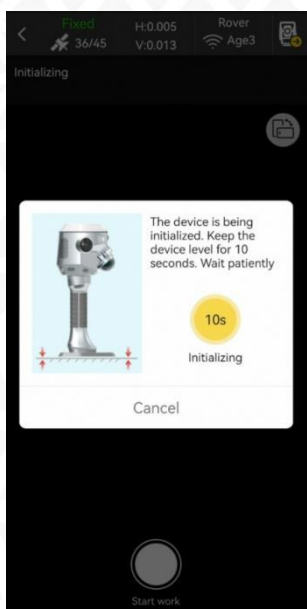 Fixed
36/45
H:0.005
V:0.013
Rover
Age3
Initializing
The device is being
initialized. Keep the
device level for 10
seconds. Wait patiently
10s
Initializing
Cancel
Start work